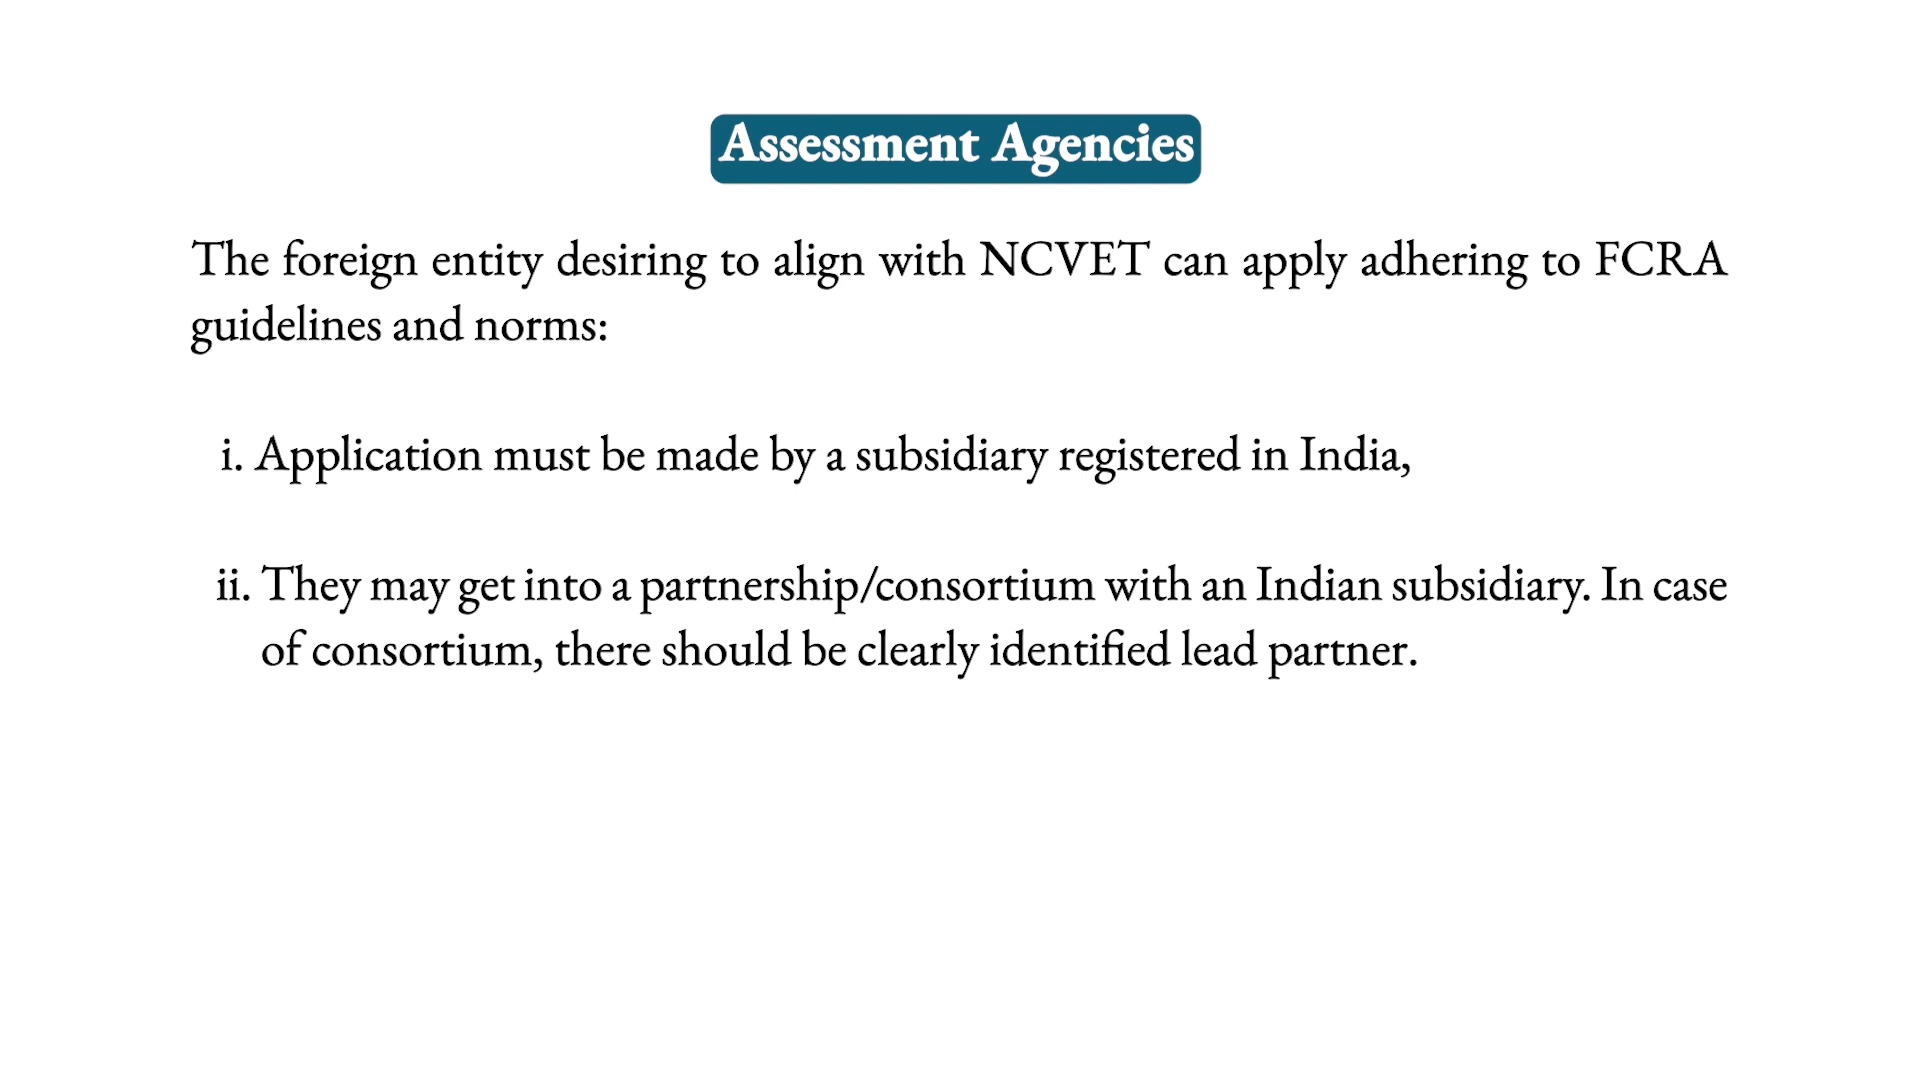 Assessment Agencies
The foreign entity desiring to align with NCVET can apply adhering to FCRA
guidelines and norms:
i. Application must be made by a subsidiary registered in India,
ii. They may get into a partnership/consortium with an Indian subsidiary. In case
of consortium, there should be clearly identified lead partner.